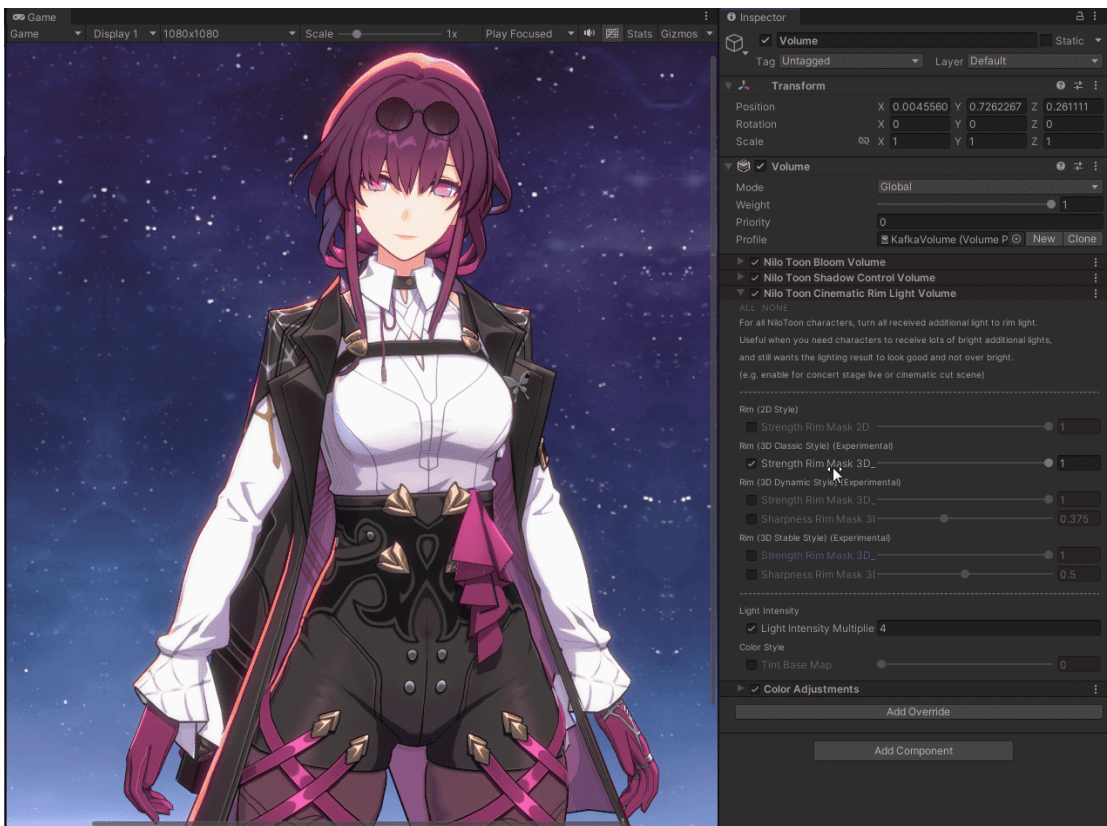 Game
Game Display 1 1080x1080 Scale 1x Play Focused Stats Gizmos
Inspector
Volume Static
Tag Untagged Layer Default
Transform
Position X 0.0045560 Y 0.7262267 Z 0.261111
Rotation X 0 Y 0 Z 0
Scale X 1 Y 1 Z 1
Volume
Mode Global
Weight 1
Priority 0
Profile KafkaVolume (Volume P New Clone
Nilo Toon Bloom Volume
Nilo Toon Shadow Control Volume
Nilo Toon Cinematic Rim Light Volume
ALL NONE
For all NiloToon characters, turn all received additional light to rim light.
Useful when you need characters to receive lots of bright additional lights,
and still wants the lighting result to look good and not over bright.
(e.g. enable for concert stage live or cinematic cut scene)
Rim (2D Style)
Strength Rim Mask 2D 1
Rim (3D Classic Style) (Experimental)
Strength Rim Mask 3D_ 1
Rim (3D Dynamic Style) (Experimental)
Strength Rim Mask 3D_ 1
Sharpness Rim Mask 3I 0.375
Rim (3D Stable Style) (Experimental)
Strength Rim Mask 3D_ 1
Sharpness Rim Mask 3I 0.5
Light Intensity
Light Intensity Multiplie 4
Color Style
Tint Base Map 0
Color Adjustments
Add Override
Add Component